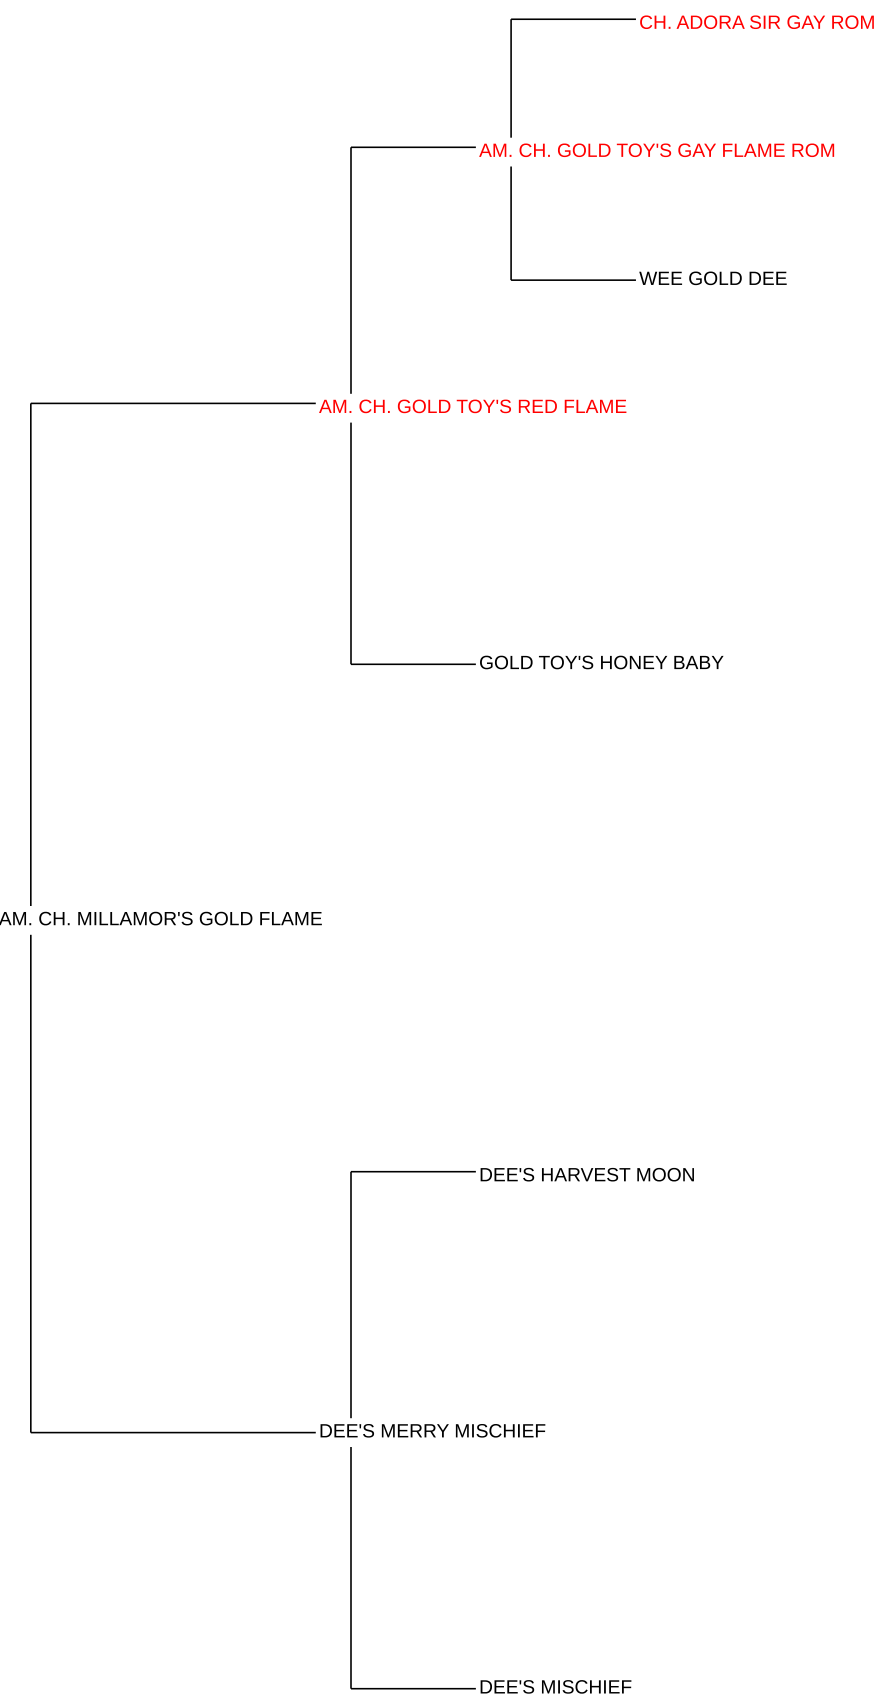 CH. ADORA SIR GAY ROM
AM. CH. GOLD TOY'S GAY FLAME ROM
WEE GOLD DEE
AM. CH. GOLD TOY'S RED FLAME
GOLD TOY'S HONEY BABY
AM. CH. MILLAMOR'S GOLD FLAME
DEE'S HARVEST MOON
DEE'S MERRY MISCHIEF
DEE'S MISCHIEF